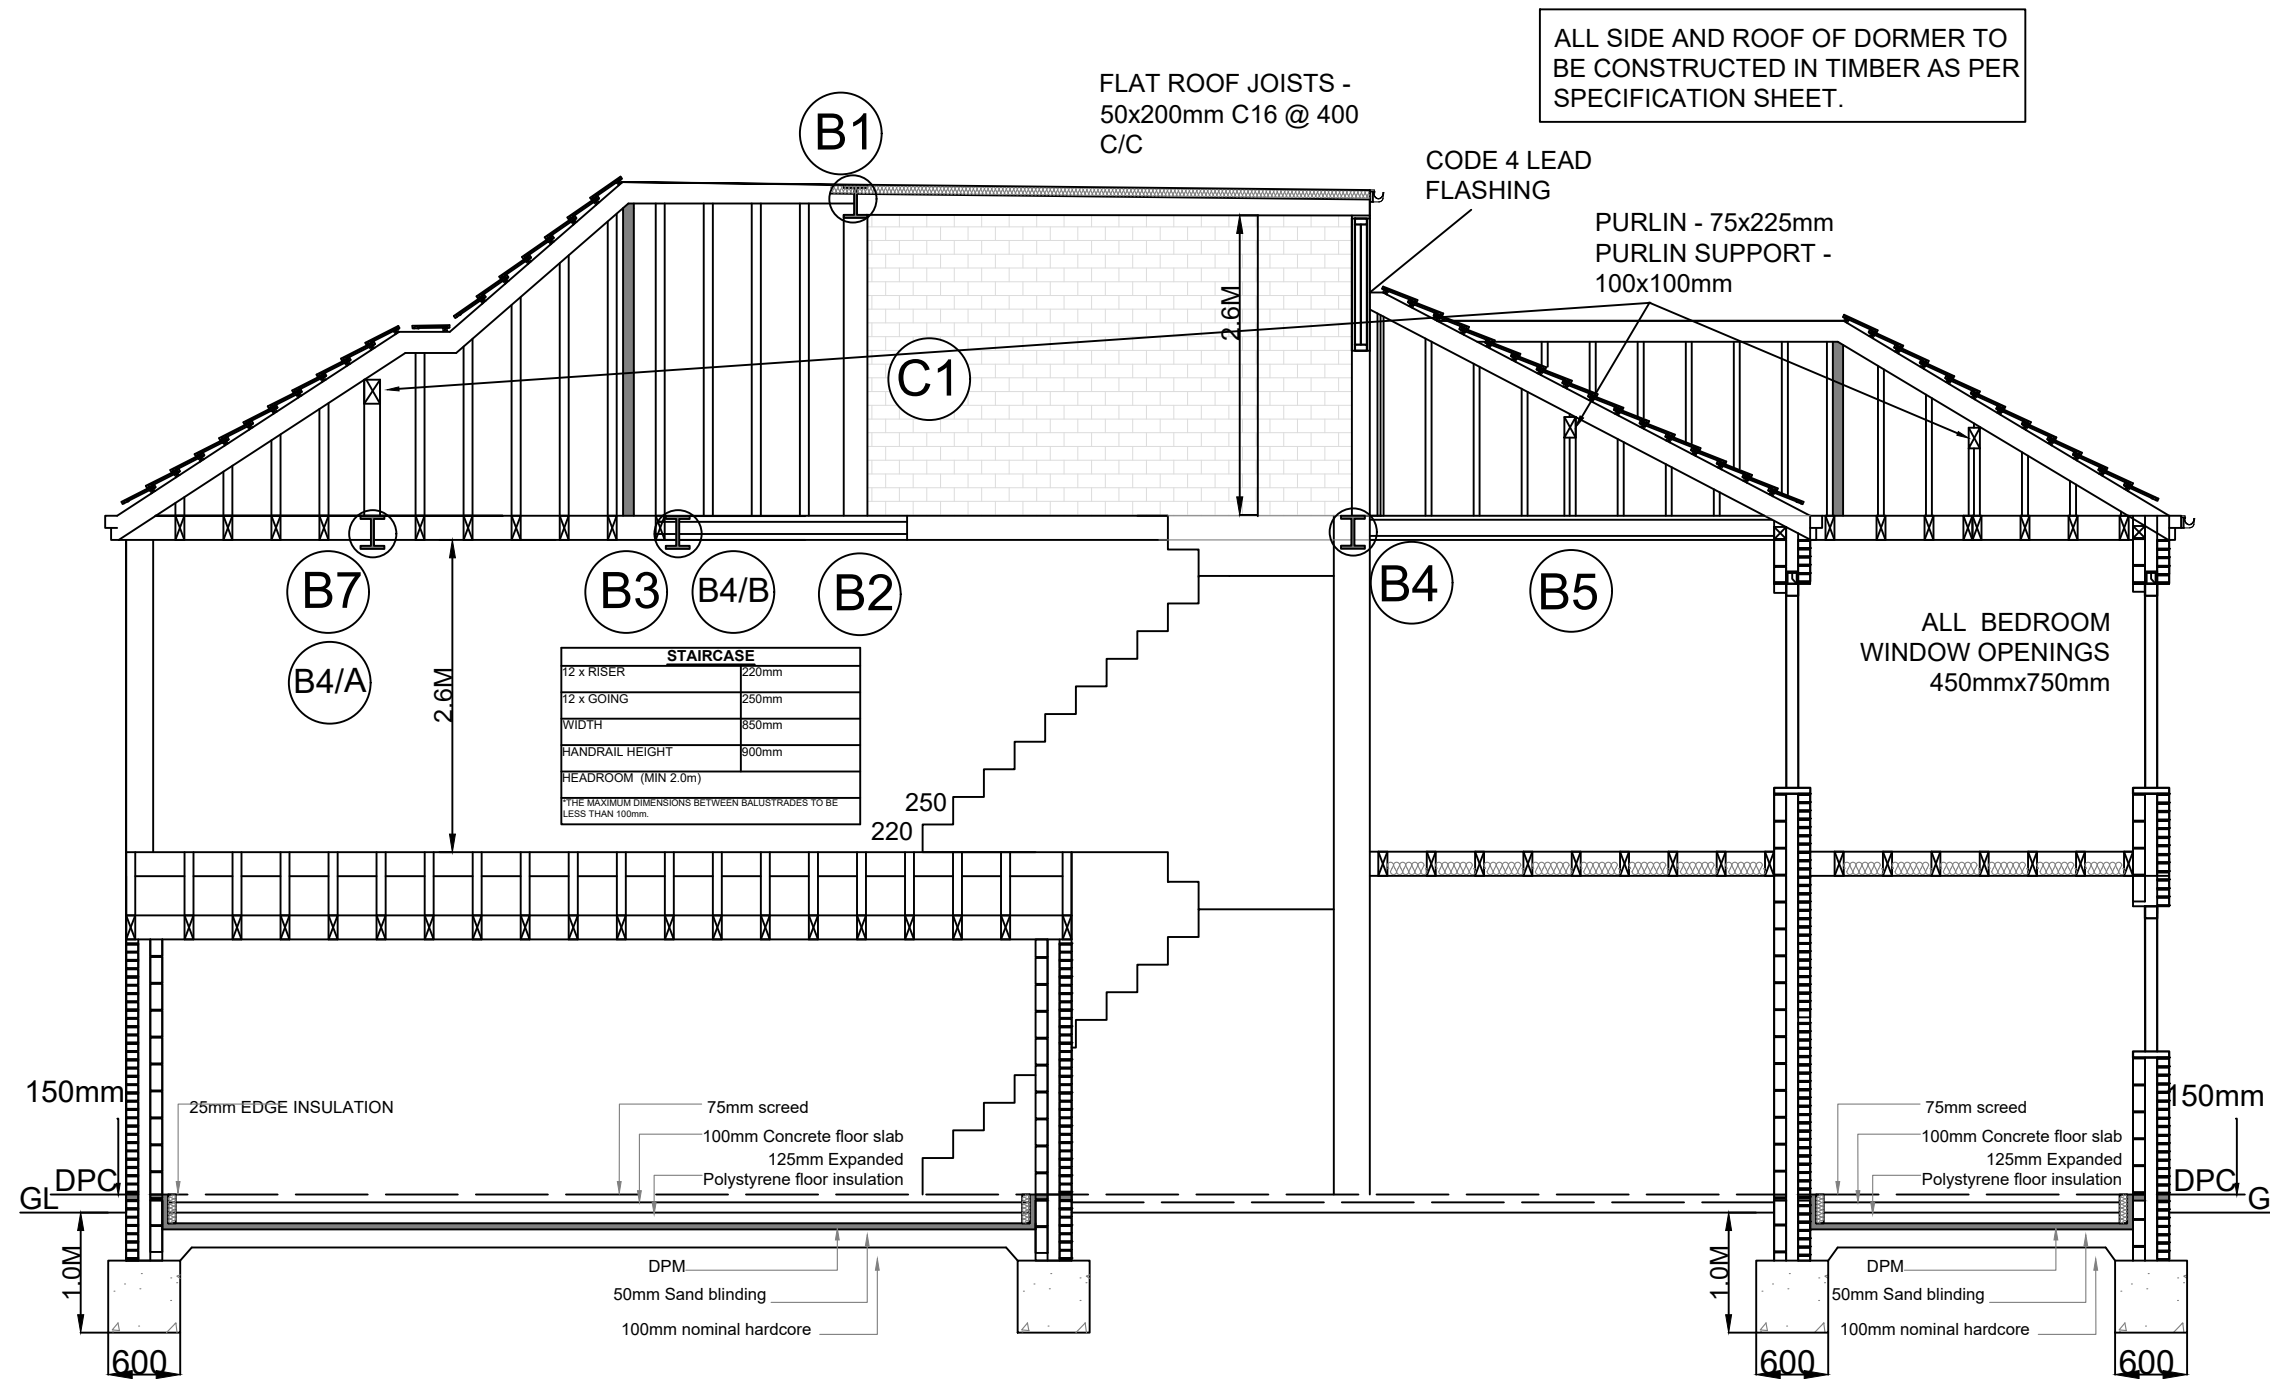 ALL SIDE AND ROOF OF DORMER TO
BE CONSTRUCTED IN TIMBER AS PER
SPECIFICATION SHEET.
FLAT ROOF JOISTS -
50x200mm C16 @ 400
C/C
B1
CODE 4 LEAD
FLASHING
PURLIN - 75x225mm
PURLIN SUPPORT -
100x100mm
2.6M
C1
B7
B3
B4/B
B2
B4
B5
B4/A
2.6M
ALL BEDROOM
WINDOW OPENINGS
450mmx750mm
STAIRCASE
12 x RISER 220mm
12 x GOING 250mm
WIDTH 850mm
HANDRAIL HEIGHT 900mm
HEADROOM (MIN 2.0m)
*THE MAXIMUM DIMENSIONS BETWEEN BALUSTRADES TO BE
LESS THAN 100mm.
250
220
150mm
25mm EDGE INSULATION
75mm screed
100mm Concrete floor slab
125mm Expanded
Polystyrene floor insulation
DPC
GL
1.0M
DPM
50mm Sand blinding
100mm nominal hardcore
600
75mm screed
100mm Concrete floor slab
125mm Expanded
Polystyrene floor insulation
150mm
DPC
G
1.0M
DPM
50mm Sand blinding
100mm nominal hardcore
600
600